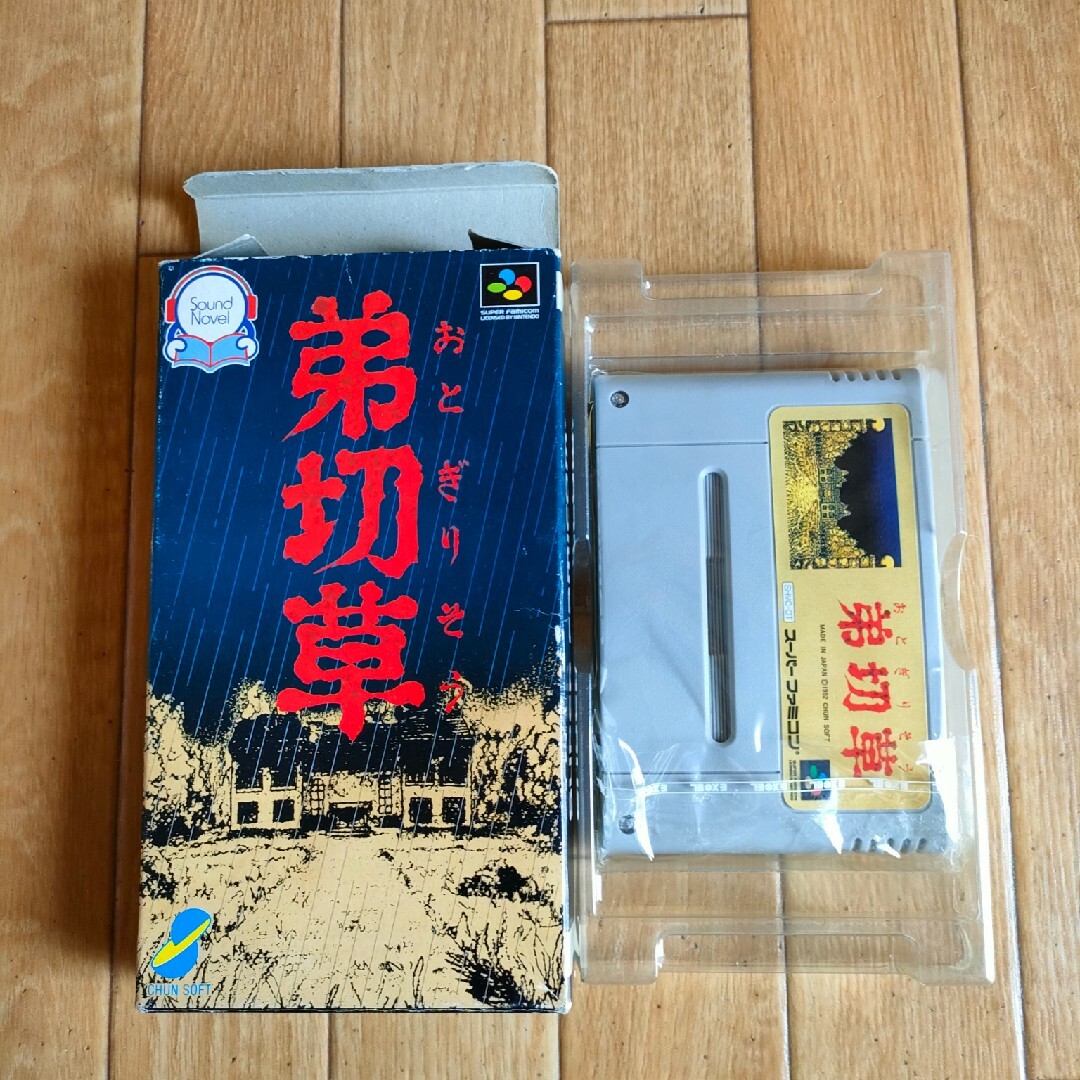 Sound
Novel
SUPER FAMICOM
LICENSED BY NINTENDO
弟切草
おとぎりそう
CHUN SOFT
SHVC-OT
スーパーファミコン
MADE IN JAPAN ©1992 CHUN SOFT
弟切草
おとぎりそう